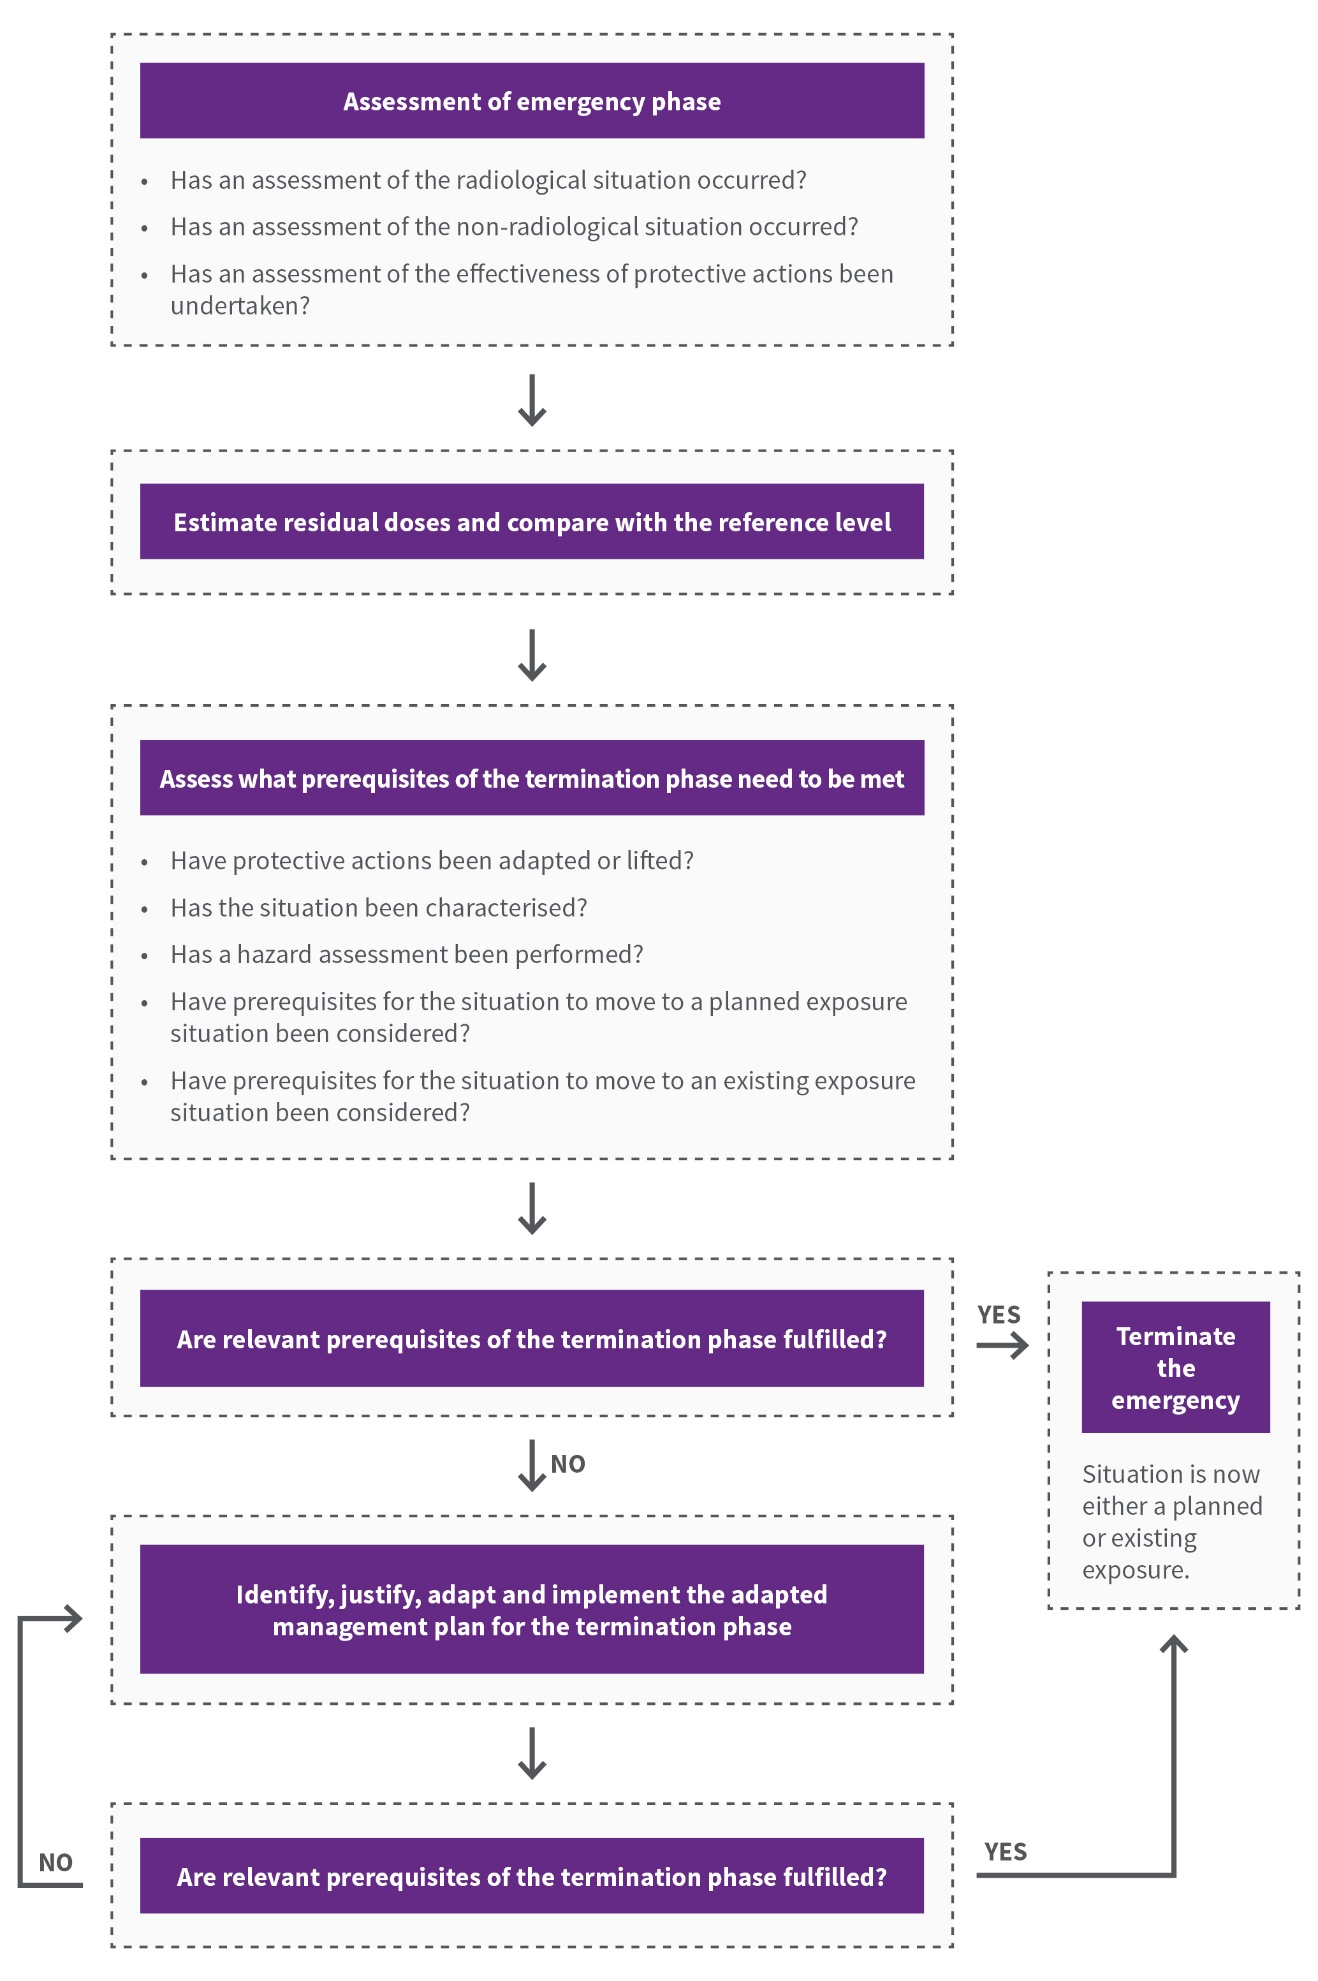 Assessment of emergency phase
• Has an assessment of the radiological situation occurred?
• Has an assessment of the non-radiological situation occurred?
• Has an assessment of the effectiveness of protective actions been
undertaken?
Estimate residual doses and compare with the reference level
Assess what prerequisites of the termination phase need to be met
• Have protective actions been adapted or lifted?
• Has the situation been characterised?
• Has a hazard assessment been performed?
• Have prerequisites for the situation to move to a planned exposure
situation been considered?
• Have prerequisites for the situation to move to an existing exposure
situation been considered?
Are relevant prerequisites of the termination phase fulfilled?
YES
Terminate
the
emergency
Situation is now
either a planned
or existing
exposure.
NO
Identify, justify, adapt and implement the adapted
management plan for the termination phase
Are relevant prerequisites of the termination phase fulfilled?
NO
YES